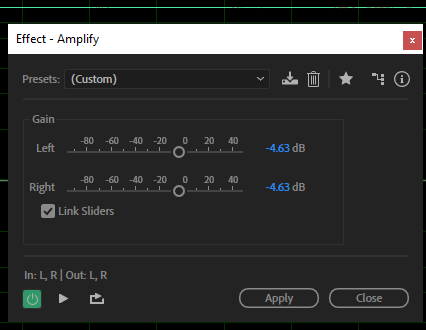 Effect - Amplify
x
Presets: (Custom)
Gain
-80 -60 -40 -20 0 20 40
Left -4.63 dB
-80 -60 -40 -20 0 20 40
Right -4.63 dB
Link Sliders
In: L, R | Out: L, R
Apply Close